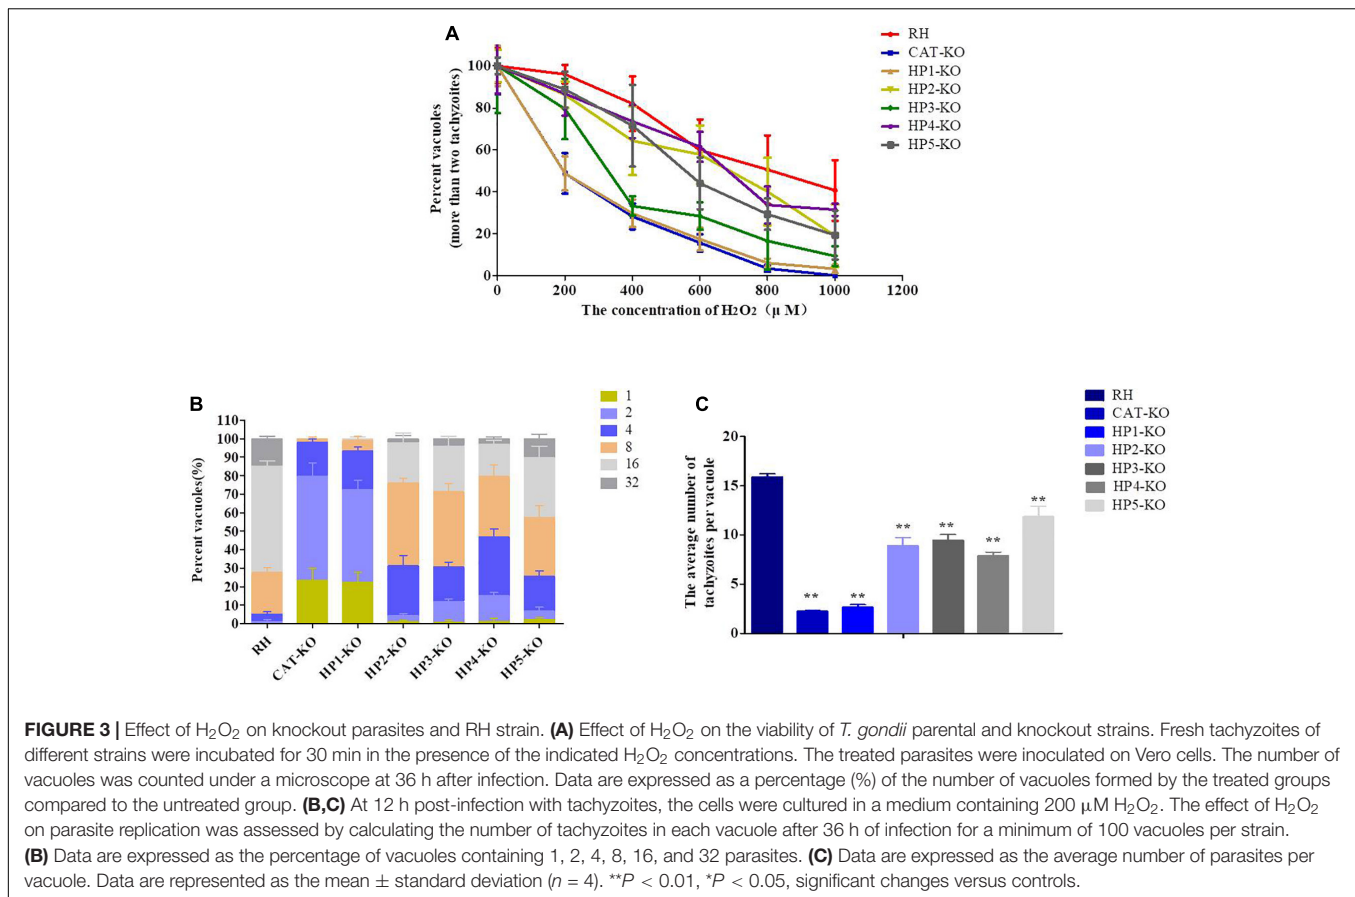 A
RH
CAT-KO
HP1-KO
HP2-KO
HP3-KO
HP4-KO
HP5-KO
Percent vacuoles
(more than two tachyzoites)
100
80
60
40
20
0
0 200 400 600 800 1000 1200
The concentration of H2O2 (μ M)
B
1
2
4
8
16
32
Percent vacuoles(%)
110
100
90
80
70
60
50
40
30
20
10
0
RH CAT-KO HP1-KO HP2-KO HP3-KO HP4-KO HP5-KO
C
RH
CAT-KO
HP1-KO
HP2-KO
HP3-KO
HP4-KO
HP5-KO
The average number of
tachyzoites per vacuole
20
15
10
5
0
** ** ** ** ** **
FIGURE 3 | Effect of H2O2 on knockout parasites and RH strain. (A) Effect of H2O2 on the viability of T. gondii parental and knockout strains. Fresh tachyzoites of
different strains were incubated for 30 min in the presence of the indicated H2O2 concentrations. The treated parasites were inoculated on Vero cells. The number of
vacuoles was counted under a microscope at 36 h after infection. Data are expressed as a percentage (%) of the number of vacuoles formed by the treated groups
compared to the untreated group. (B,C) At 12 h post-infection with tachyzoites, the cells were cultured in a medium containing 200 μM H2O2. The effect of H2O2
on parasite replication was assessed by calculating the number of tachyzoites in each vacuole after 36 h of infection for a minimum of 100 vacuoles per strain.
(B) Data are expressed as the percentage of vacuoles containing 1, 2, 4, 8, 16, and 32 parasites. (C) Data are expressed as the average number of parasites per
vacuole. Data are represented as the mean ± standard deviation (n = 4). **P < 0.01, *P < 0.05, significant changes versus controls.